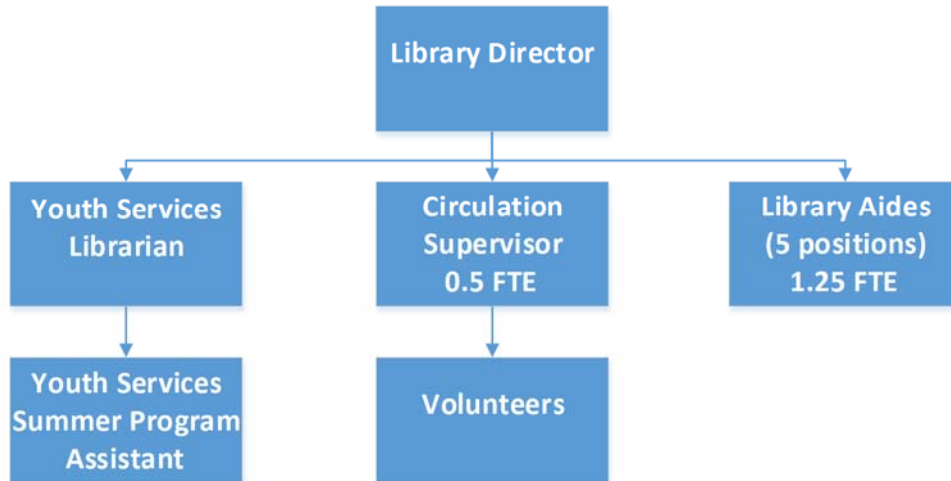 Library Director
Youth Services
Librarian
Circulation
Supervisor
0.5 FTE
Library Aides
(5 positions)
1.25 FTE
Youth Services
Summer Program
Assistant
Volunteers